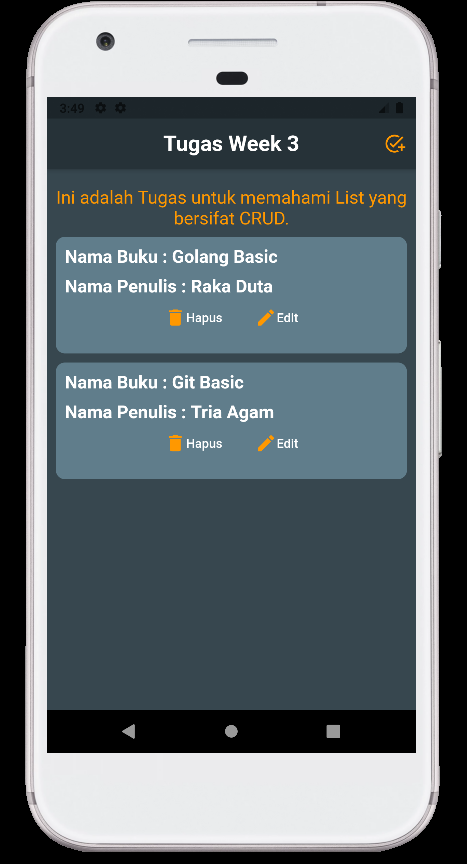 3:49
Tugas Week 3
Ini adalah Tugas untuk memahami List yang
bersifat CRUD.
Nama Buku : Golang Basic
Nama Penulis : Raka Duta
Hapus Edit
Nama Buku : Git Basic
Nama Penulis : Tria Agam
Hapus Edit